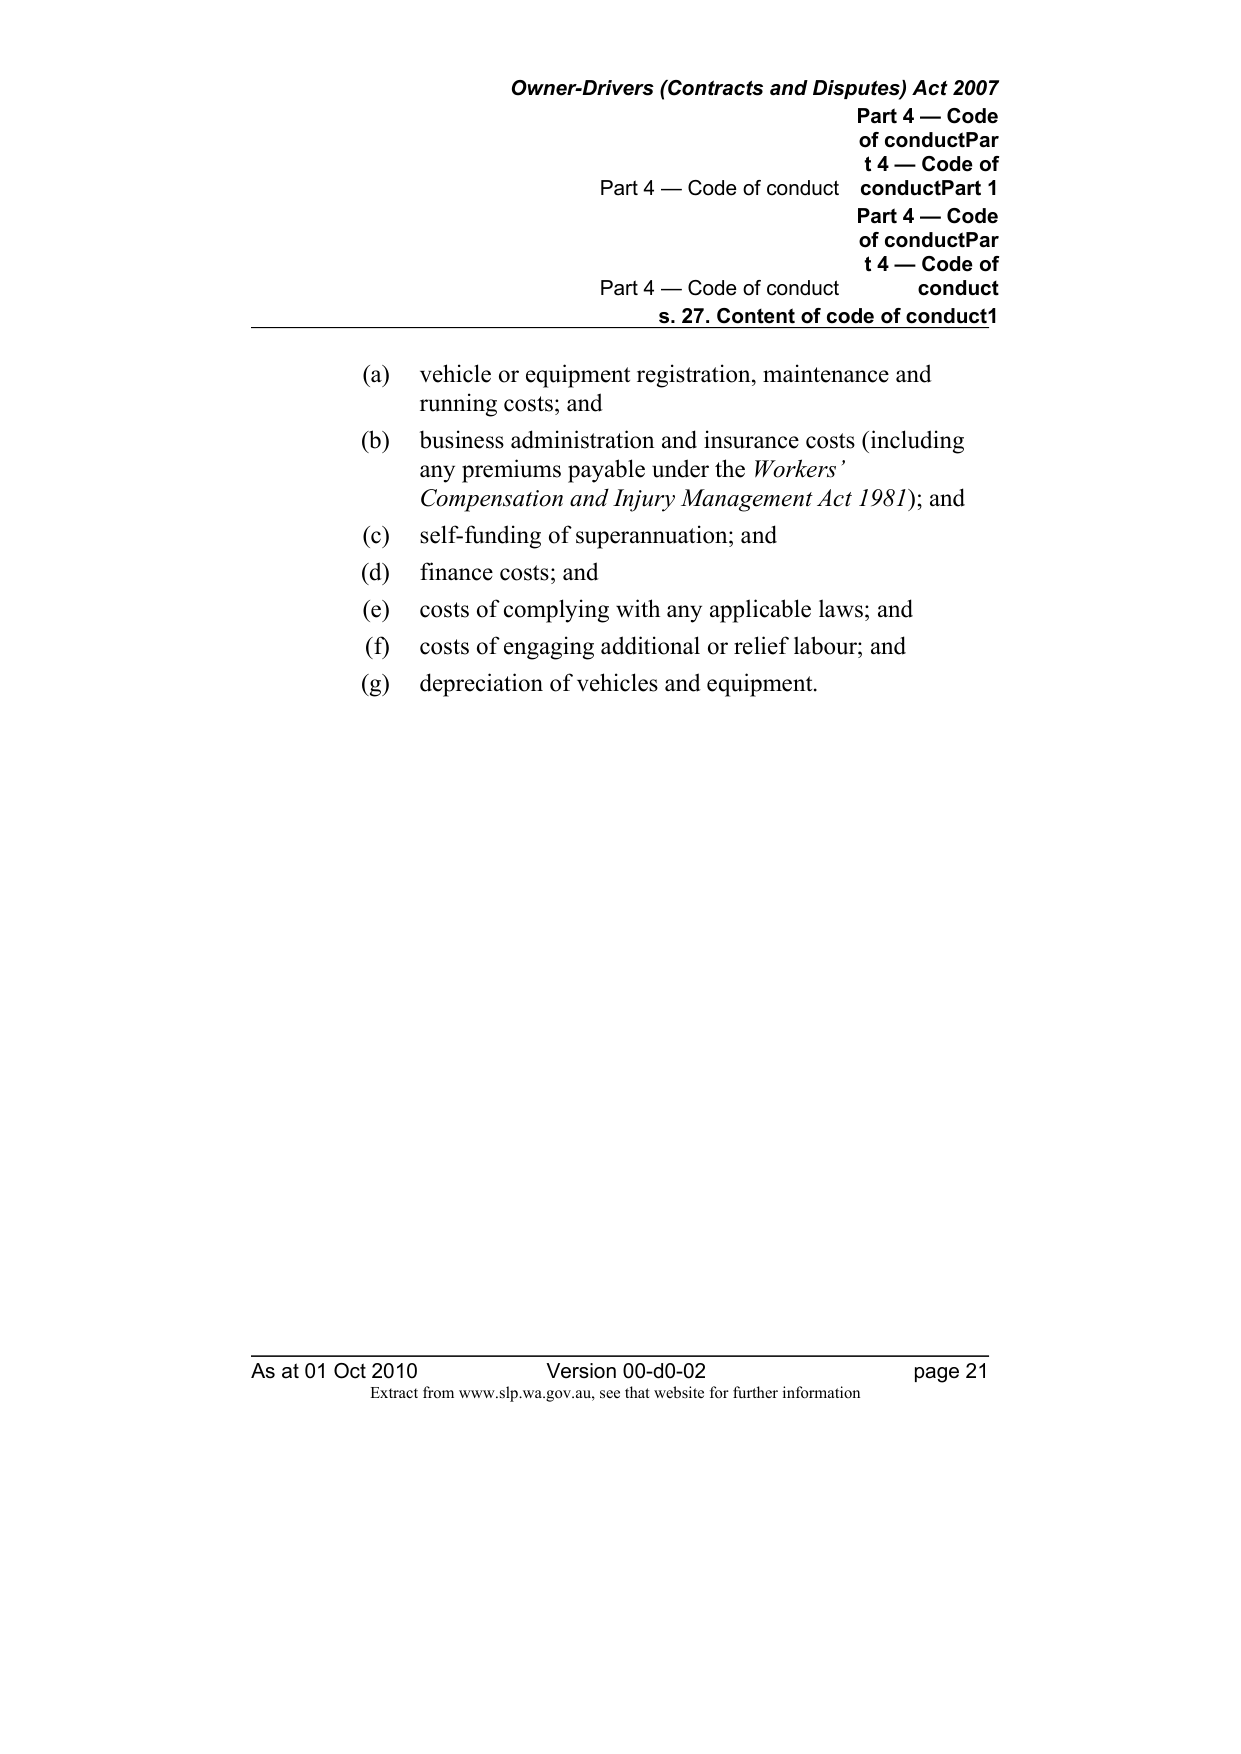 Owner-Drivers (Contracts and Disputes) Act 2007
Part 4 — Code
of conductPar
t 4 — Code of
Part 4 — Code of conduct conductPart 1
Part 4 — Code
of conductPar
t 4 — Code of
Part 4 — Code of conduct conduct
s. 27. Content of code of conduct1
(a) vehicle or equipment registration, maintenance and
running costs; and
(b) business administration and insurance costs (including
any premiums payable under the Workers’
Compensation and Injury Management Act 1981); and
(c) self-funding of superannuation; and
(d) finance costs; and
(e) costs of complying with any applicable laws; and
(f) costs of engaging additional or relief labour; and
(g) depreciation of vehicles and equipment.
As at 01 Oct 2010 Version 00-d0-02 page 21
Extract from www.slp.wa.gov.au, see that website for further information